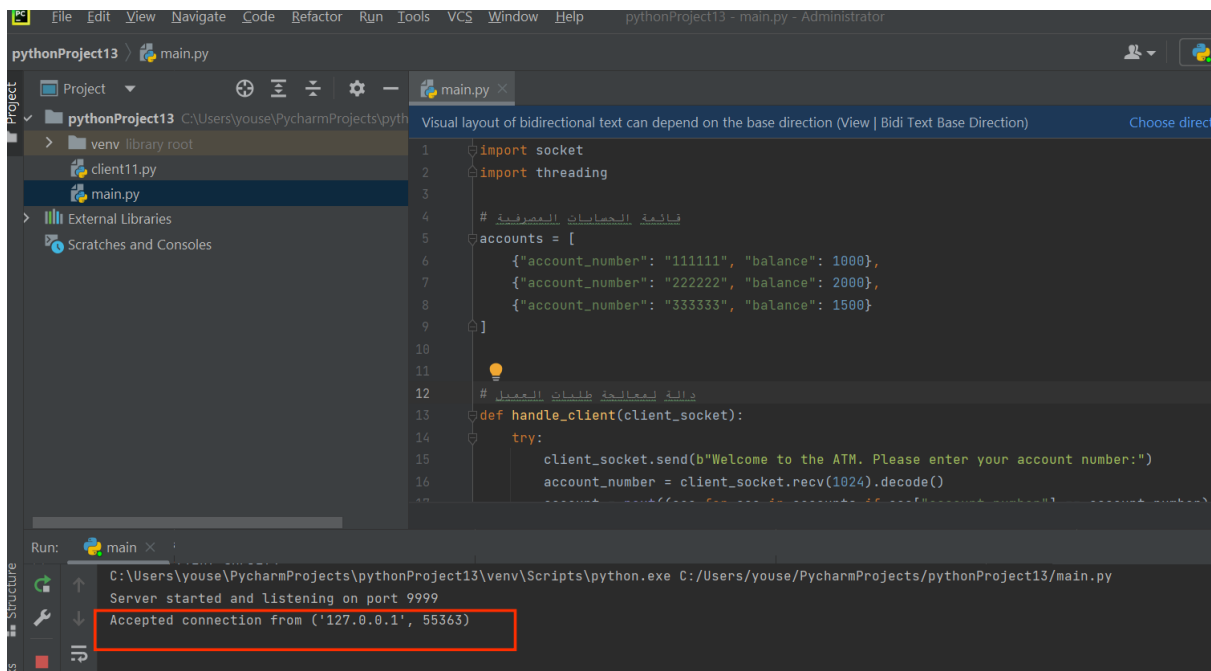 File Edit View Navigate Code Refactor Run Tools VCS Window Help pythonProject13 - main.py - Administrator
pythonProject13 main.py
Project
Project main.py
pythonProject13 C:\Users\youse\PycharmProjects\pyth
Visual layout of bidirectional text can depend on the base direction (View | Bidi Text Base Direction) Choose direct
venv library root
client11.py
main.py
External Libraries
Scratches and Consoles
1 import socket
2 import threading
3
4 # قائمة الحسابات المصرفية
5 accounts = [
6 {"account_number": "111111", "balance": 1000},
7 {"account_number": "222222", "balance": 2000},
8 {"account_number": "333333", "balance": 1500}
9 ]
10
11
12 # دالة لمعالجة طلبات العميل
13 def handle_client(client_socket):
14 try:
15 client_socket.send(b"Welcome to the ATM. Please enter your account number:")
16 account_number = client_socket.recv(1024).decode()
Run: main
C:\Users\youse\PycharmProjects\pythonProject13\venv\Scripts\python.exe C:/Users/youse/PycharmProjects/pythonProject13/main.py
Server started and listening on port 9999
Accepted connection from ('127.0.0.1', 55363)
Structure